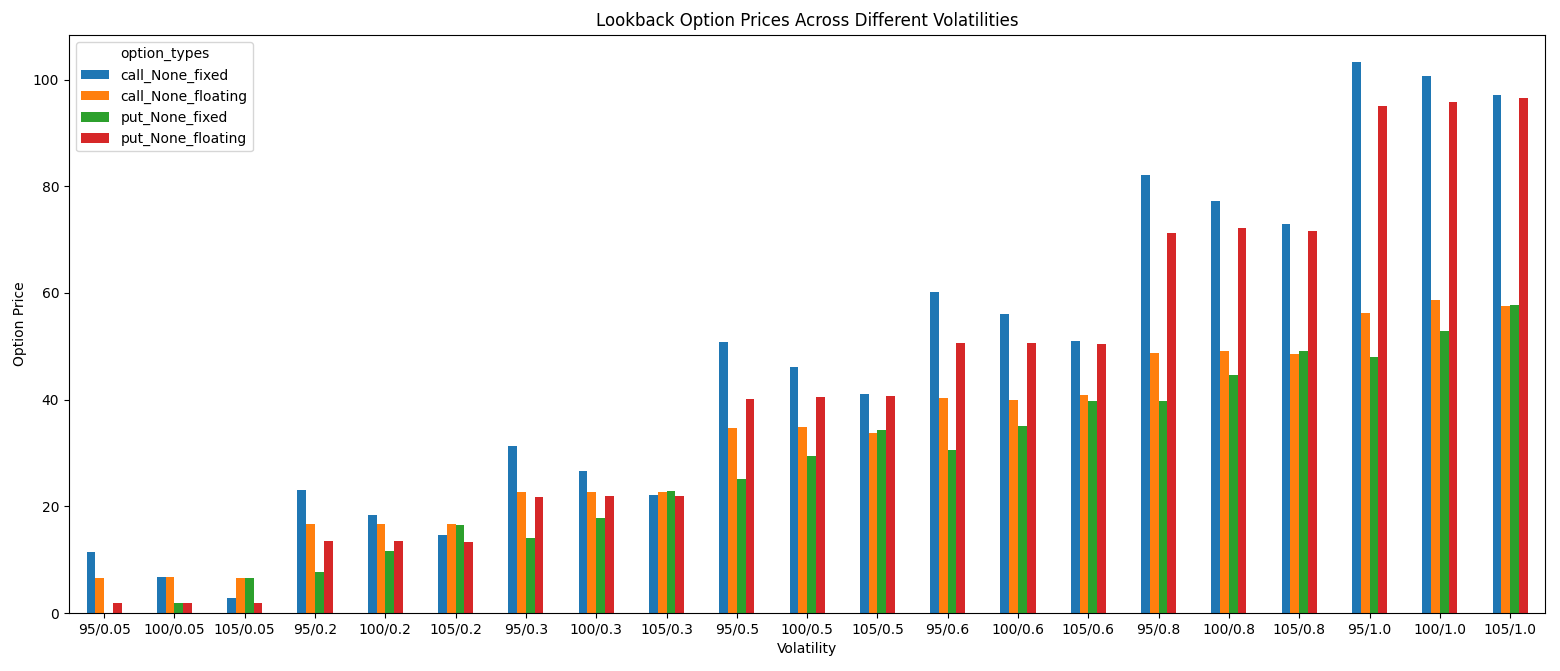 Lookback Option Prices Across Different Volatilities
option_types
call_None_fixed
call_None_floating
put_None_fixed
put_None_floating
Option Price
100
80
60
40
20
0
95/0.05 100/0.05 105/0.05 95/0.2 100/0.2 105/0.2 95/0.3 100/0.3 105/0.3 95/0.5 100/0.5 105/0.5 95/0.6 100/0.6 105/0.6 95/0.8 100/0.8 105/0.8 95/1.0 100/1.0 105/1.0
Volatility